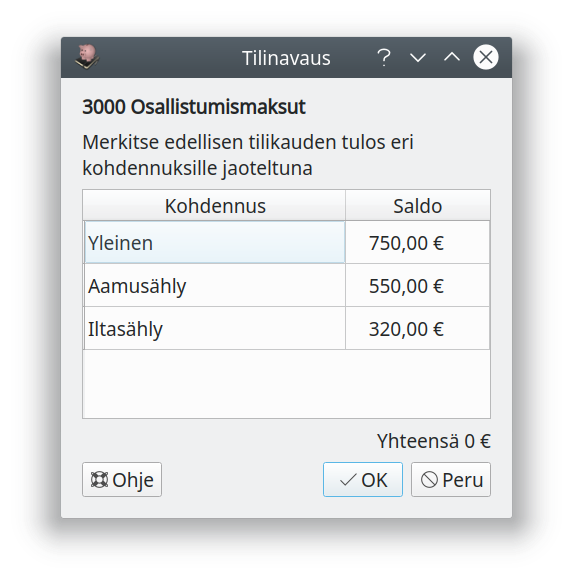 Tilinavaus
3000 Osallistumismaksut
Merkitse edellisen tilikauden tulos eri
kohdennuksille jaoteltuna
Kohdennus Saldo
Yleinen 750,00 €
Aamusähly 550,00 €
Iltasähly 320,00 €
Yhteensä 0 €
Ohje OK Peru